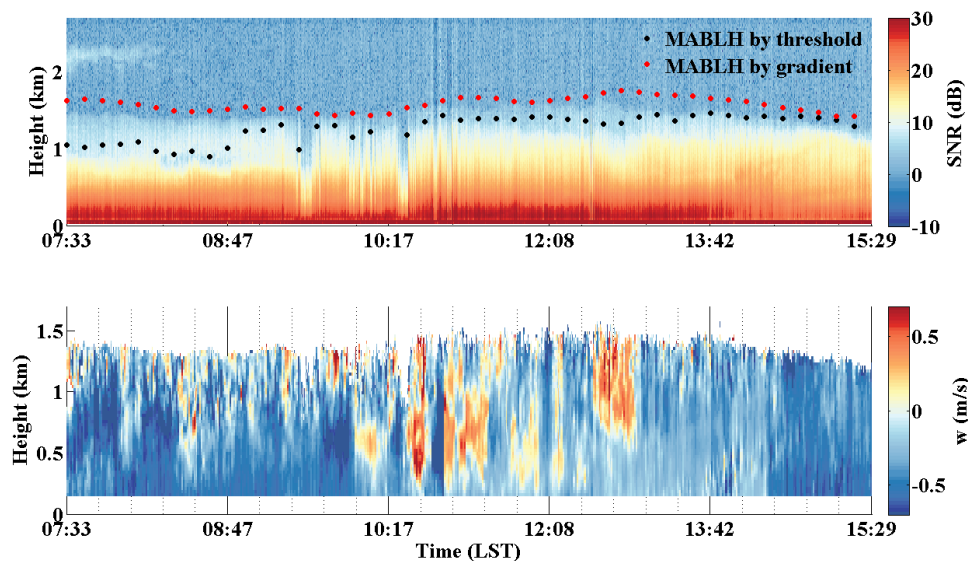 MABLH by threshold
MABLH by gradient
Height (km)
2
1
0
07:33 08:47 10:17 12:08 13:42 15:29
30
20
10
0
-10
SNR (dB)
Height (km)
1.5
1
0.5
0
07:33 08:47 10:17 12:08 13:42 15:29
Time (LST)
0.5
0
-0.5
w (m/s)